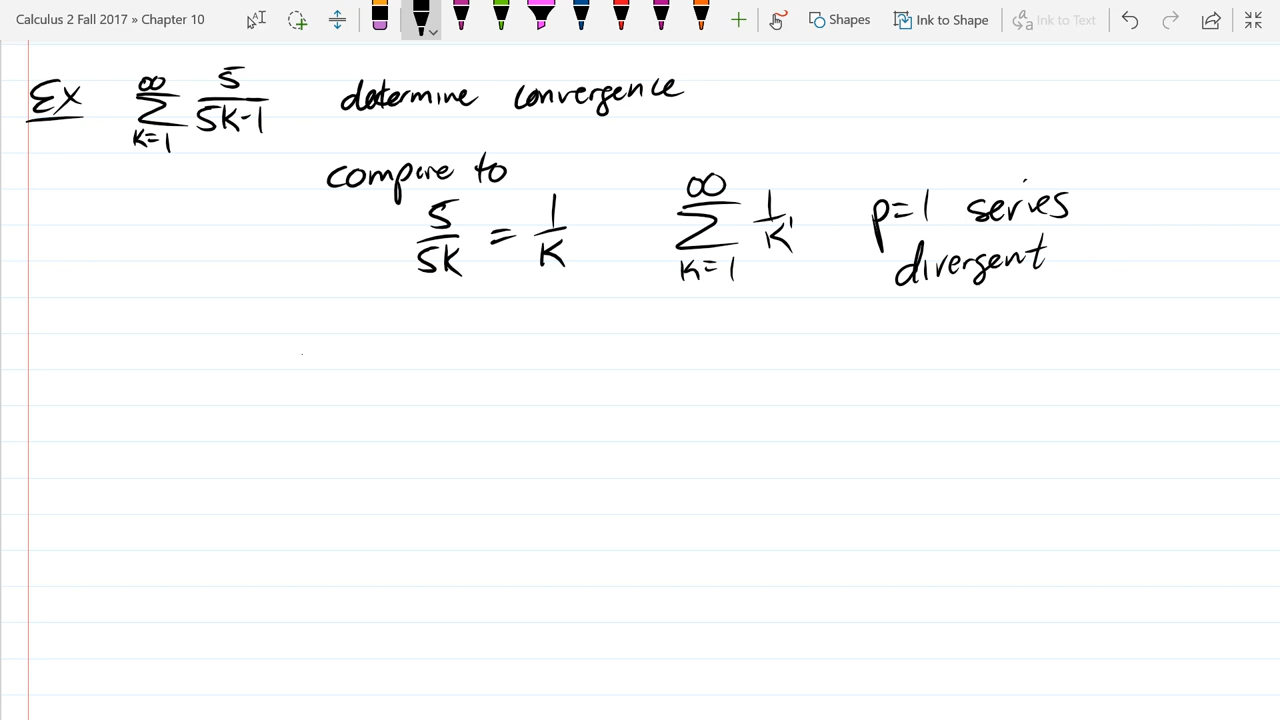 Calculus 2 Fall 2017 » Chapter 10
Shapes
Ink to Shape
Ink to Text
Ex ∞∑k=1 5/(5k-1) determine convergence
compare to
5/5k = 1/k ∞∑k=1 1/k¹ p=1 series
divergent